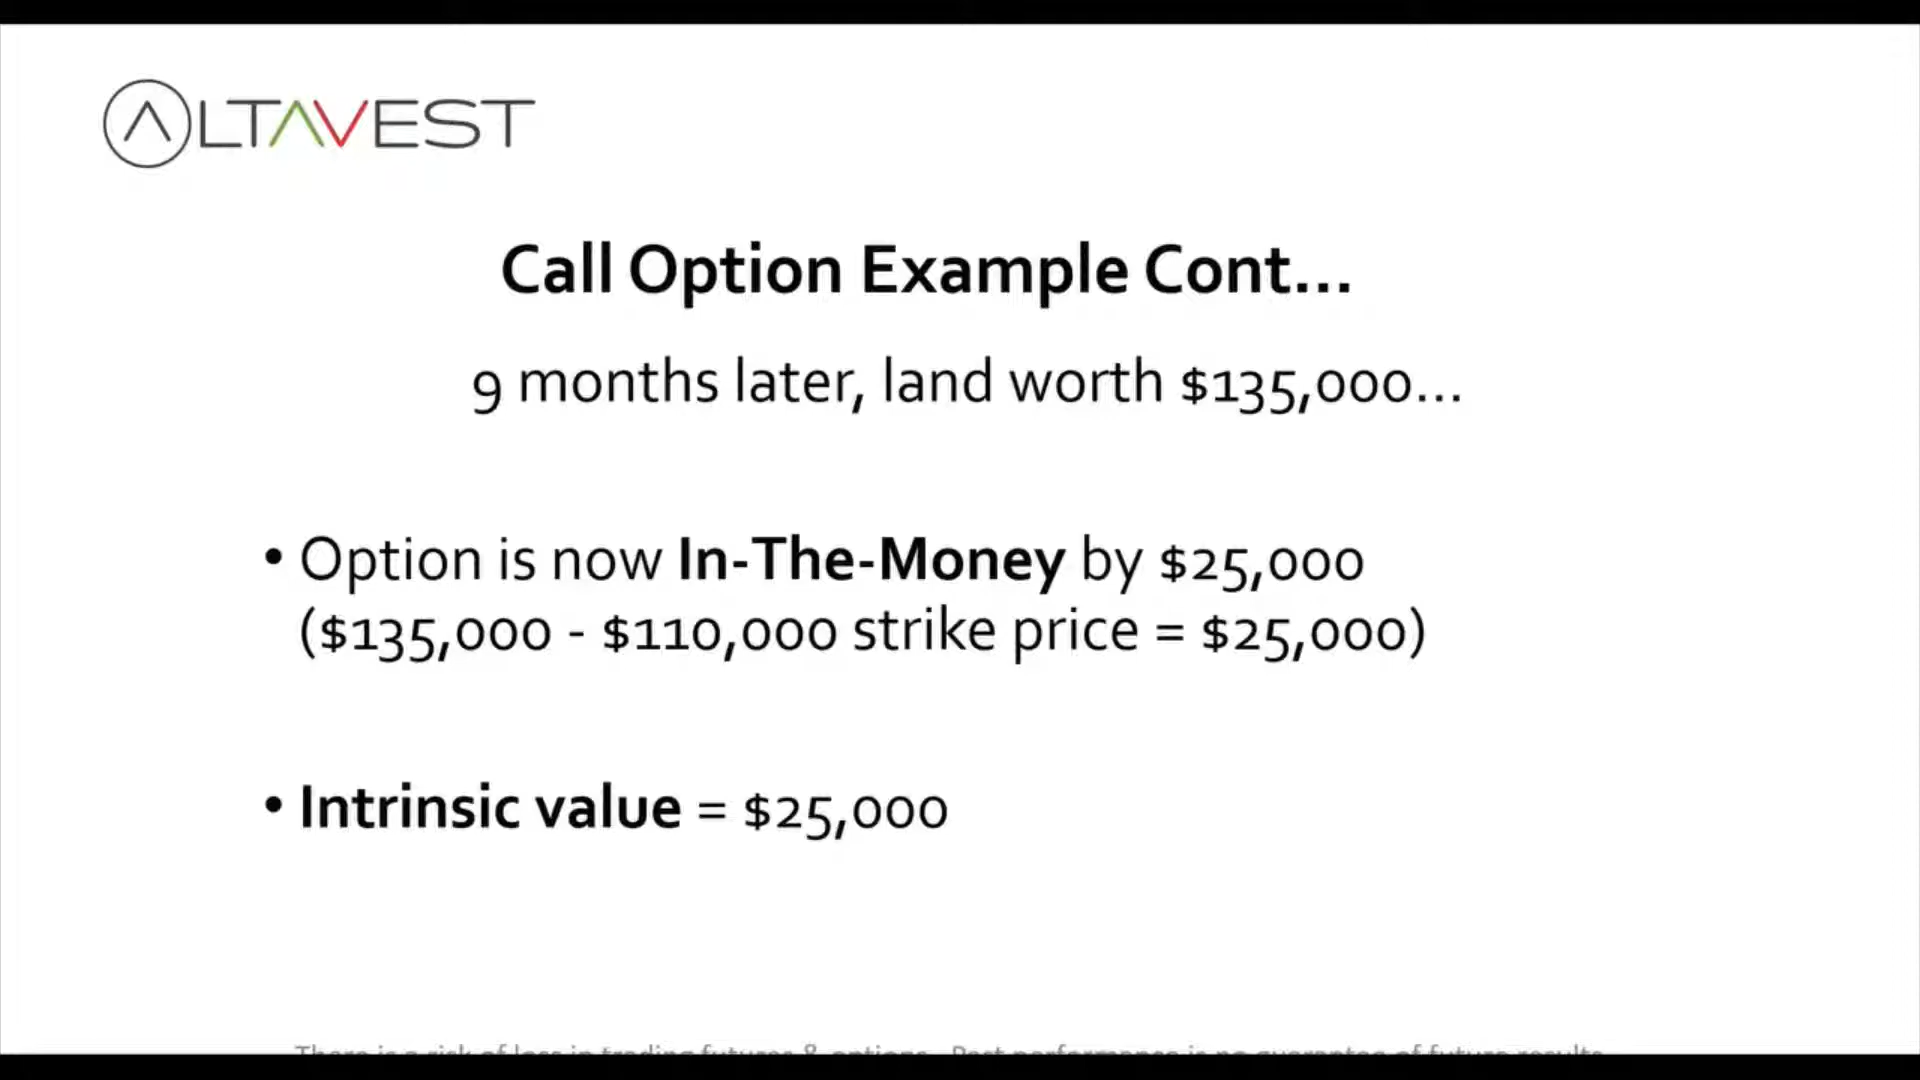 ALTAVEST
Call Option Example Cont...
9 months later, land worth $135,000...
• Option is now In-The-Money by $25,000
($135,000 - $110,000 strike price = $25,000)
• Intrinsic value = $25,000
There is a risk of loss in trading futures & options. Past performance is no guarantee of future results.